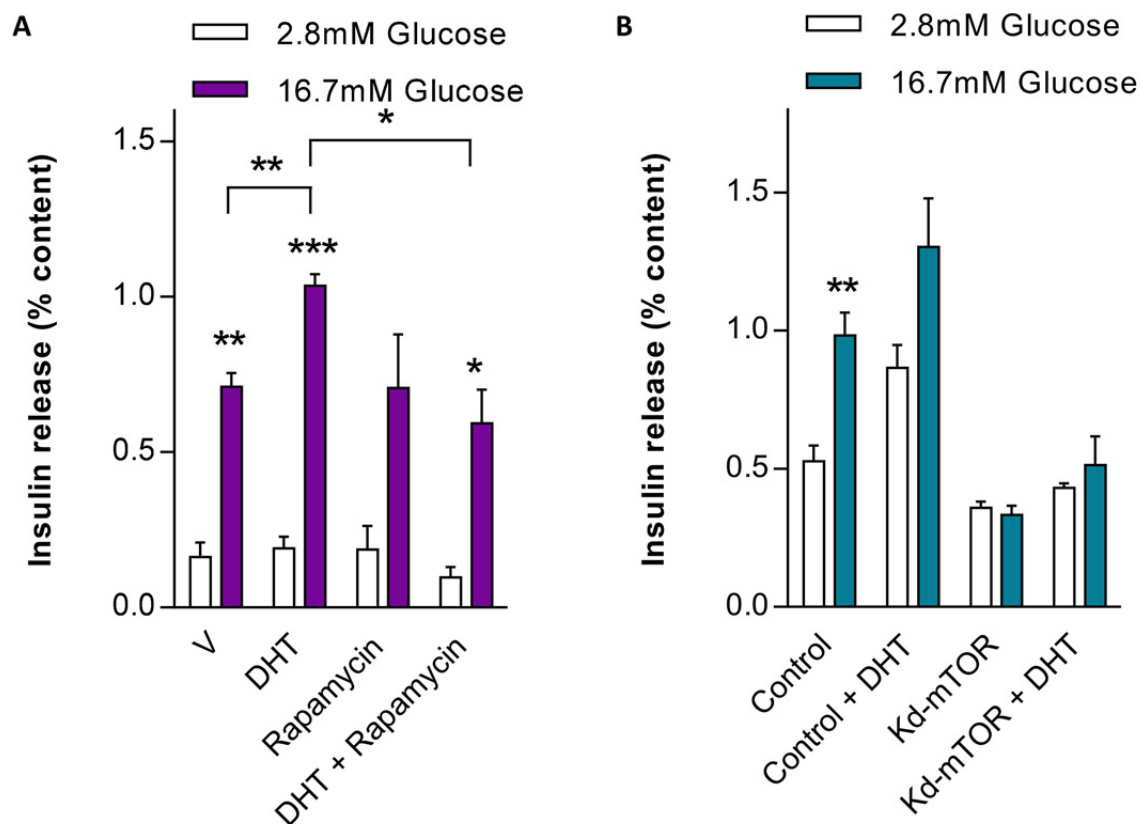 A
2.8mM Glucose
16.7mM Glucose
Insulin release (% content)
1.5
1.0
0.5
0.0
*
**
***
**
*
V
DHT
Rapamycin
DHT + Rapamycin
B
2.8mM Glucose
16.7mM Glucose
Insulin release (% content)
1.5
1.0
0.5
0.0
**
Control
Control + DHT
Kd-mTOR
Kd-mTOR + DHT